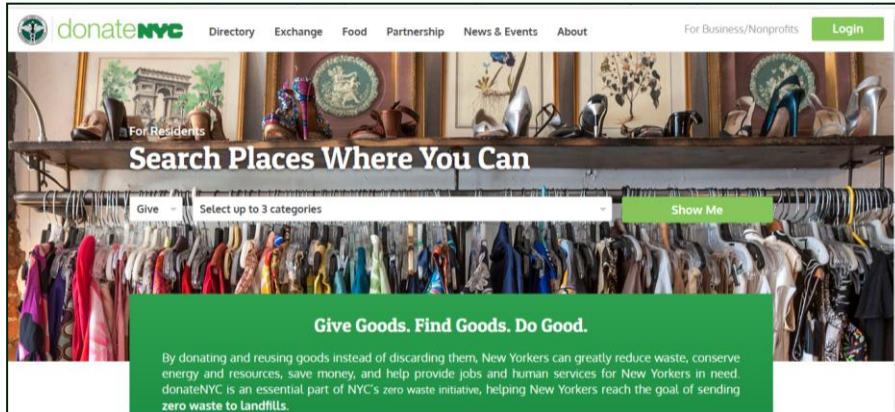 donateNYC Directory Exchange Food Partnership News & Events About For Business/Nonprofits Login
For Residents
Search Places Where You Can
Give Select up to 3 categories Show Me
Give Goods. Find Goods. Do Good.
By donating and reusing goods instead of discarding them, New Yorkers can greatly reduce waste, conserve
energy and resources, save money, and help provide jobs and human services for New Yorkers in need.
donateNYC is an essential part of NYC's zero waste initiative, helping New Yorkers reach the goal of sending
zero waste to landfills.